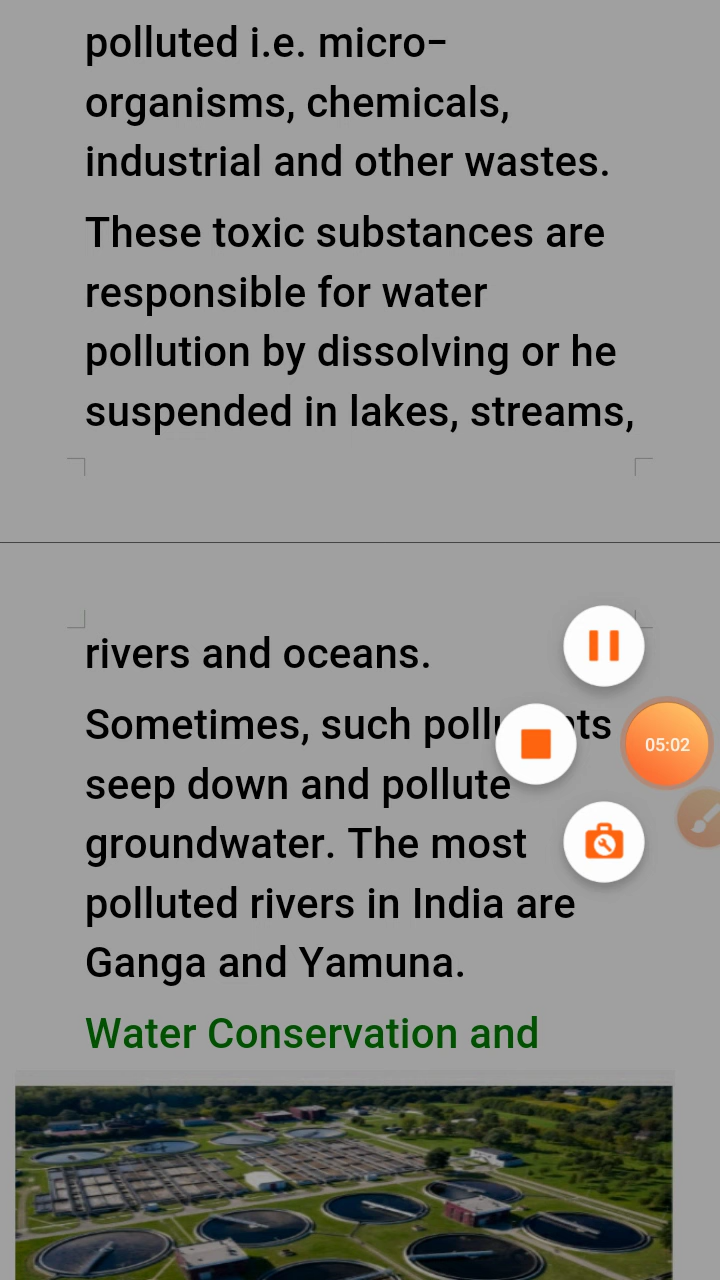 polluted i.e. micro-
organisms, chemicals,
industrial and other wastes.
These toxic substances are
responsible for water
pollution by dissolving or he
suspended in lakes, streams,
rivers and oceans.
Sometimes, such
seep down and pollute
groundwater. The most
polluted rivers in India are
Ganga and Yamuna.
Water Conservation and
05:02